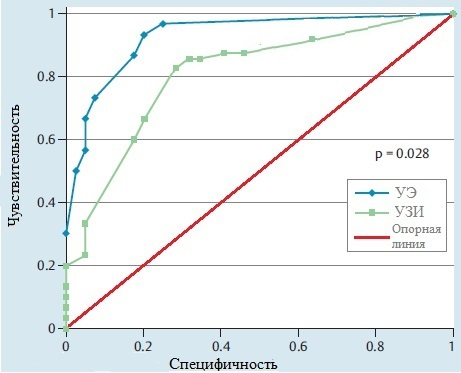 1
0.8
0.6
0.4
0.2
0
Чувствительность
p = 0.028
УЭ
УЗИ
Опорная
линия
0 0.2 0.4 0.6 0.8 1
Специфичность